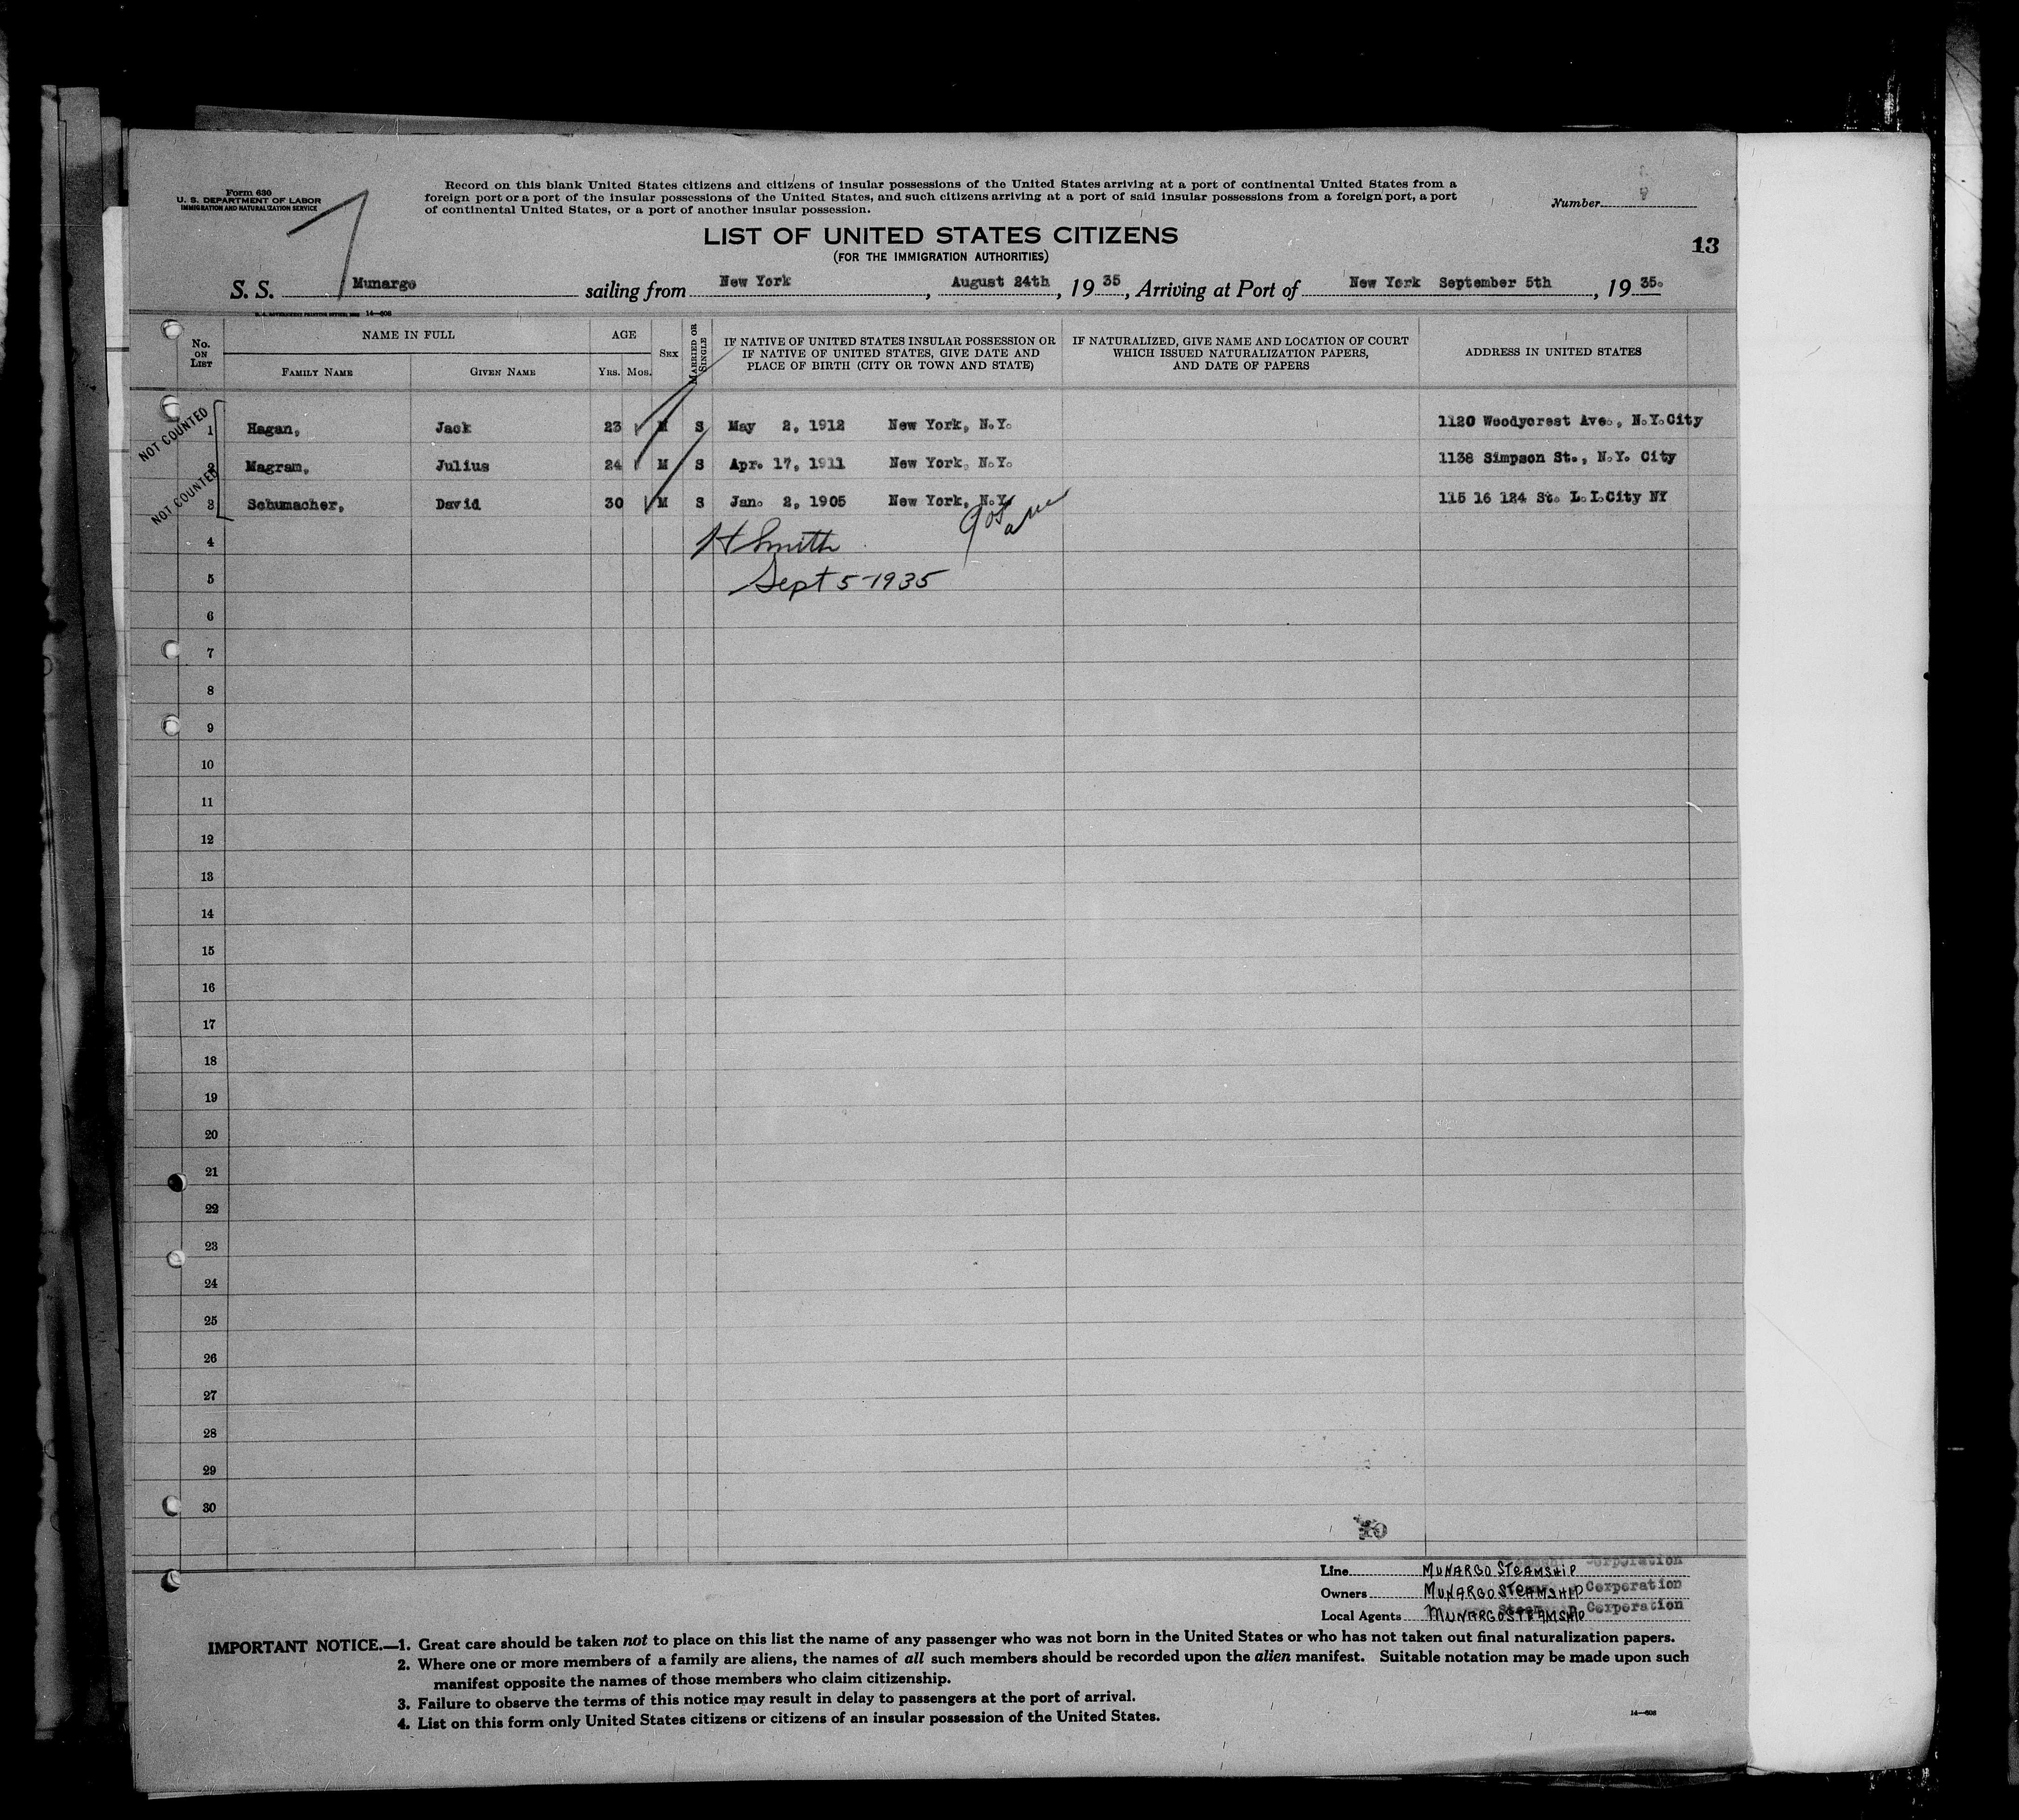 Form 630
U. S. DEPARTMENT OF LABOR
IMMIGRATION AND NATURALIZATION SERVICE
Record on this blank United States citizens and citizens of insular possessions of the United States arriving at a port of continental United States from a
foreign port or a port of the insular possessions of the United States, and such citizens arriving at a port of said insular possessions from a foreign port, a port
of continental United States, or a port of another insular possession.
Number
LIST OF UNITED STATES CITIZENS
(FOR THE IMMIGRATION AUTHORITIES)
13
S. S. Munargo sailing from New York, August 24th, 19 35, Arriving at Port of New York September 5th, 19 35.
U. S. GOVERNMENT PRINTING OFFICE 14—608
No. ON LIST NAME IN FULL FAMILY NAME GIVEN NAME AGE YRS. MOS. SEX MARRIED OR SINGLE IF NATIVE OF UNITED STATES INSULAR POSSESSION OR IF NATIVE OF UNITED STATES, GIVE DATE AND PLACE OF BIRTH (CITY OR TOWN AND STATE) IF NATURALIZED, GIVE NAME AND LOCATION OF COURT WHICH ISSUED NATURALIZATION PAPERS, AND DATE OF PAPERS ADDRESS IN UNITED STATES
NOT COUNTED
1 Hagan, Jack 23 M S May 2, 1912 New York, N.Y. 1120 Woodycrest Ave., N.Y.City
2 Magram, Julius 24 M S Apr. 17, 1911 New York, N.Y. 1138 Simpson St., N.Y. City
NOT COUNTED
3 Schumacher, David 30 M S Jan. 2, 1905 New York, N.Y. 115 16 124 St. L.I.City NY
4 H Smith
5 Sept 5-1935
6
7
8
9
10
11
12
13
14
15
16
17
18
19
20
21
22
23
24
25
26
27
28
29
30
Line MUNARGO STEAMSHIP Corporation
Owners MUNARGO STEAMSHIP Corporation
Local Agents MUNARGO STEAMSHIP Corporation
IMPORTANT NOTICE.—1. Great care should be taken not to place on this list the name of any passenger who was not born in the United States or who has not taken out final naturalization papers.
2. Where one or more members of a family are aliens, the names of all such members should be recorded upon the alien manifest. Suitable notation may be made upon such
manifest opposite the names of those members who claim citizenship.
3. Failure to observe the terms of this notice may result in delay to passengers at the port of arrival.
4. List on this form only United States citizens or citizens of an insular possession of the United States.
14—608